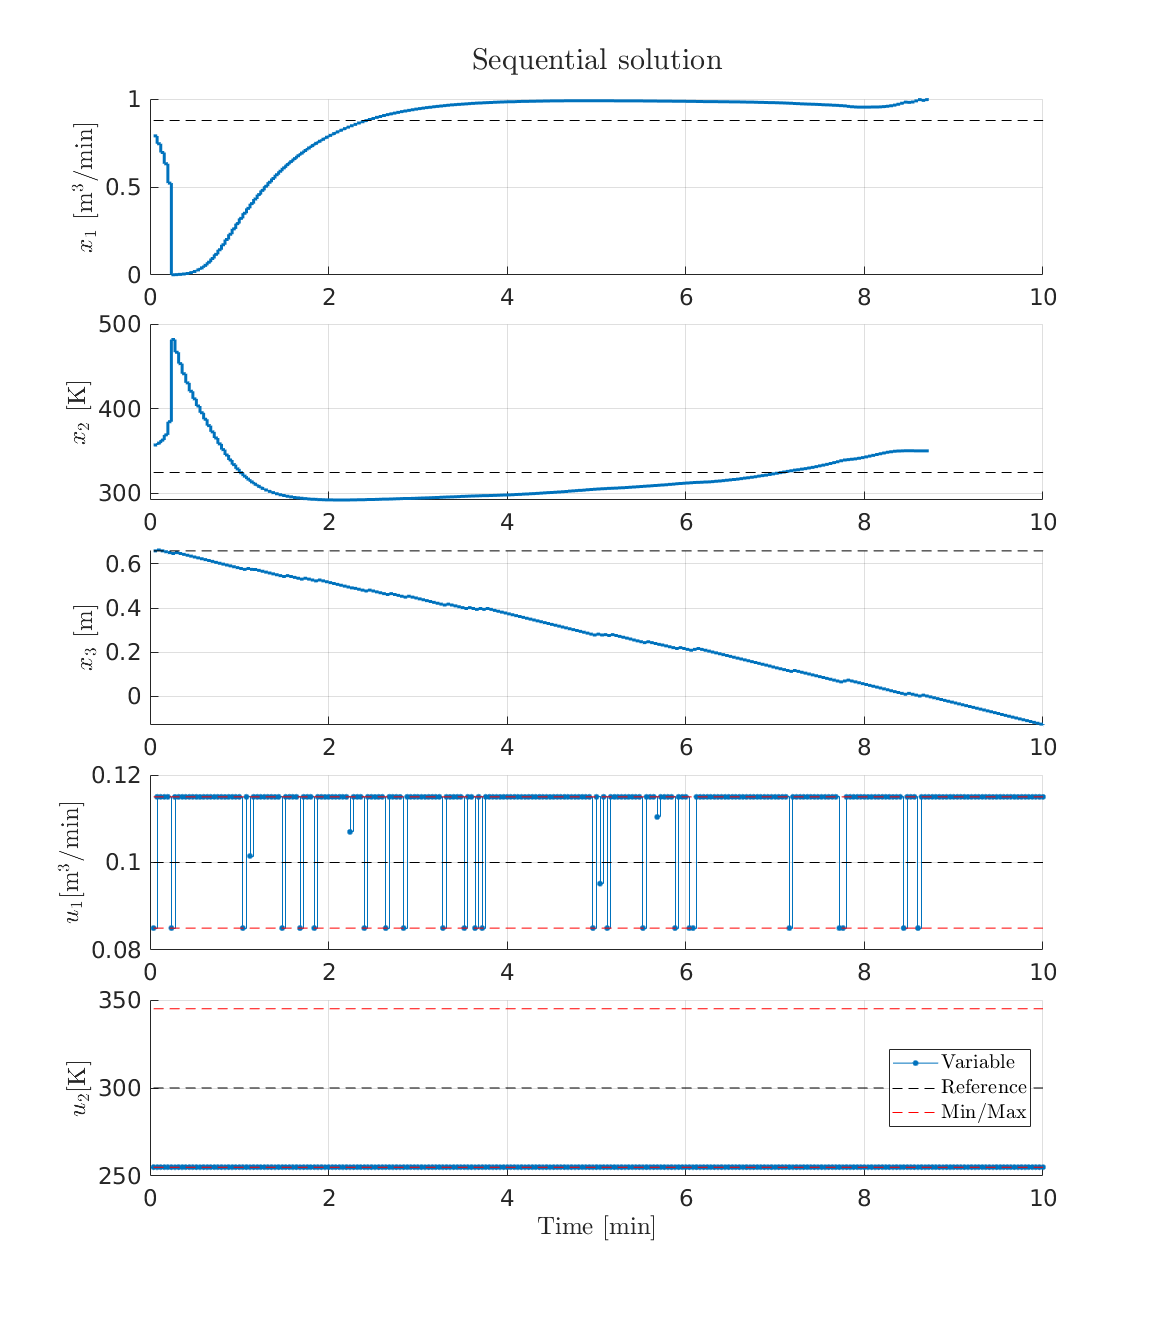 Sequential solution
1
0.5
0
x₁ [m³/min]
0 2 4 6 8 10
500
400
300
x₂ [K]
0 2 4 6 8 10
0.6
0.4
0.2
0
x₃ [m]
0 2 4 6 8 10
0.12
0.1
0.08
u₁[m³/min]
0 2 4 6 8 10
350
300
250
u₂[K]
Variable
Reference
Min/Max
0 2 4 6 8 10
Time [min]